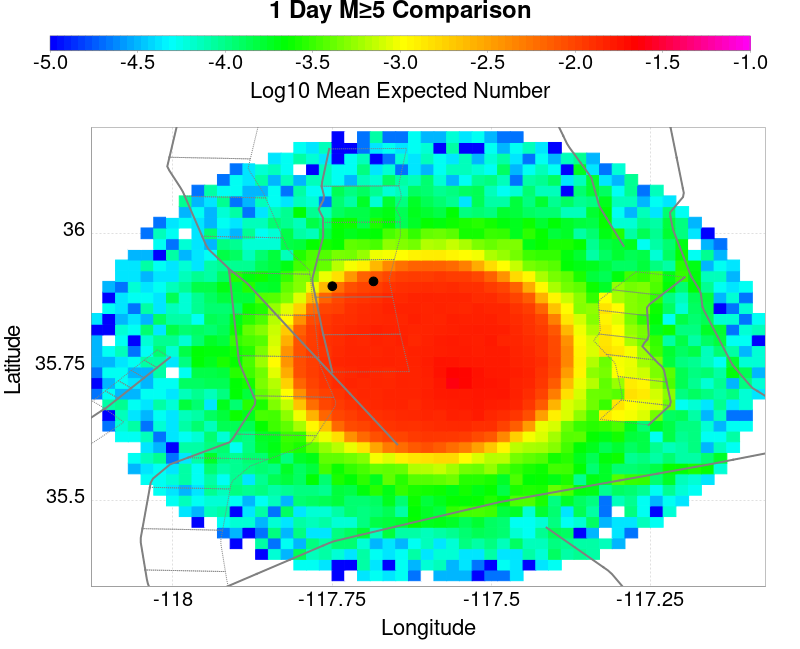 1 Day M≥5 Comparison
-5.0 -4.5 -4.0 -3.5 -3.0 -2.5 -2.0 -1.5 -1.0
Log10 Mean Expected Number
36
35.75
35.5
Latitude
-118 -117.75 -117.5 -117.25
Longitude